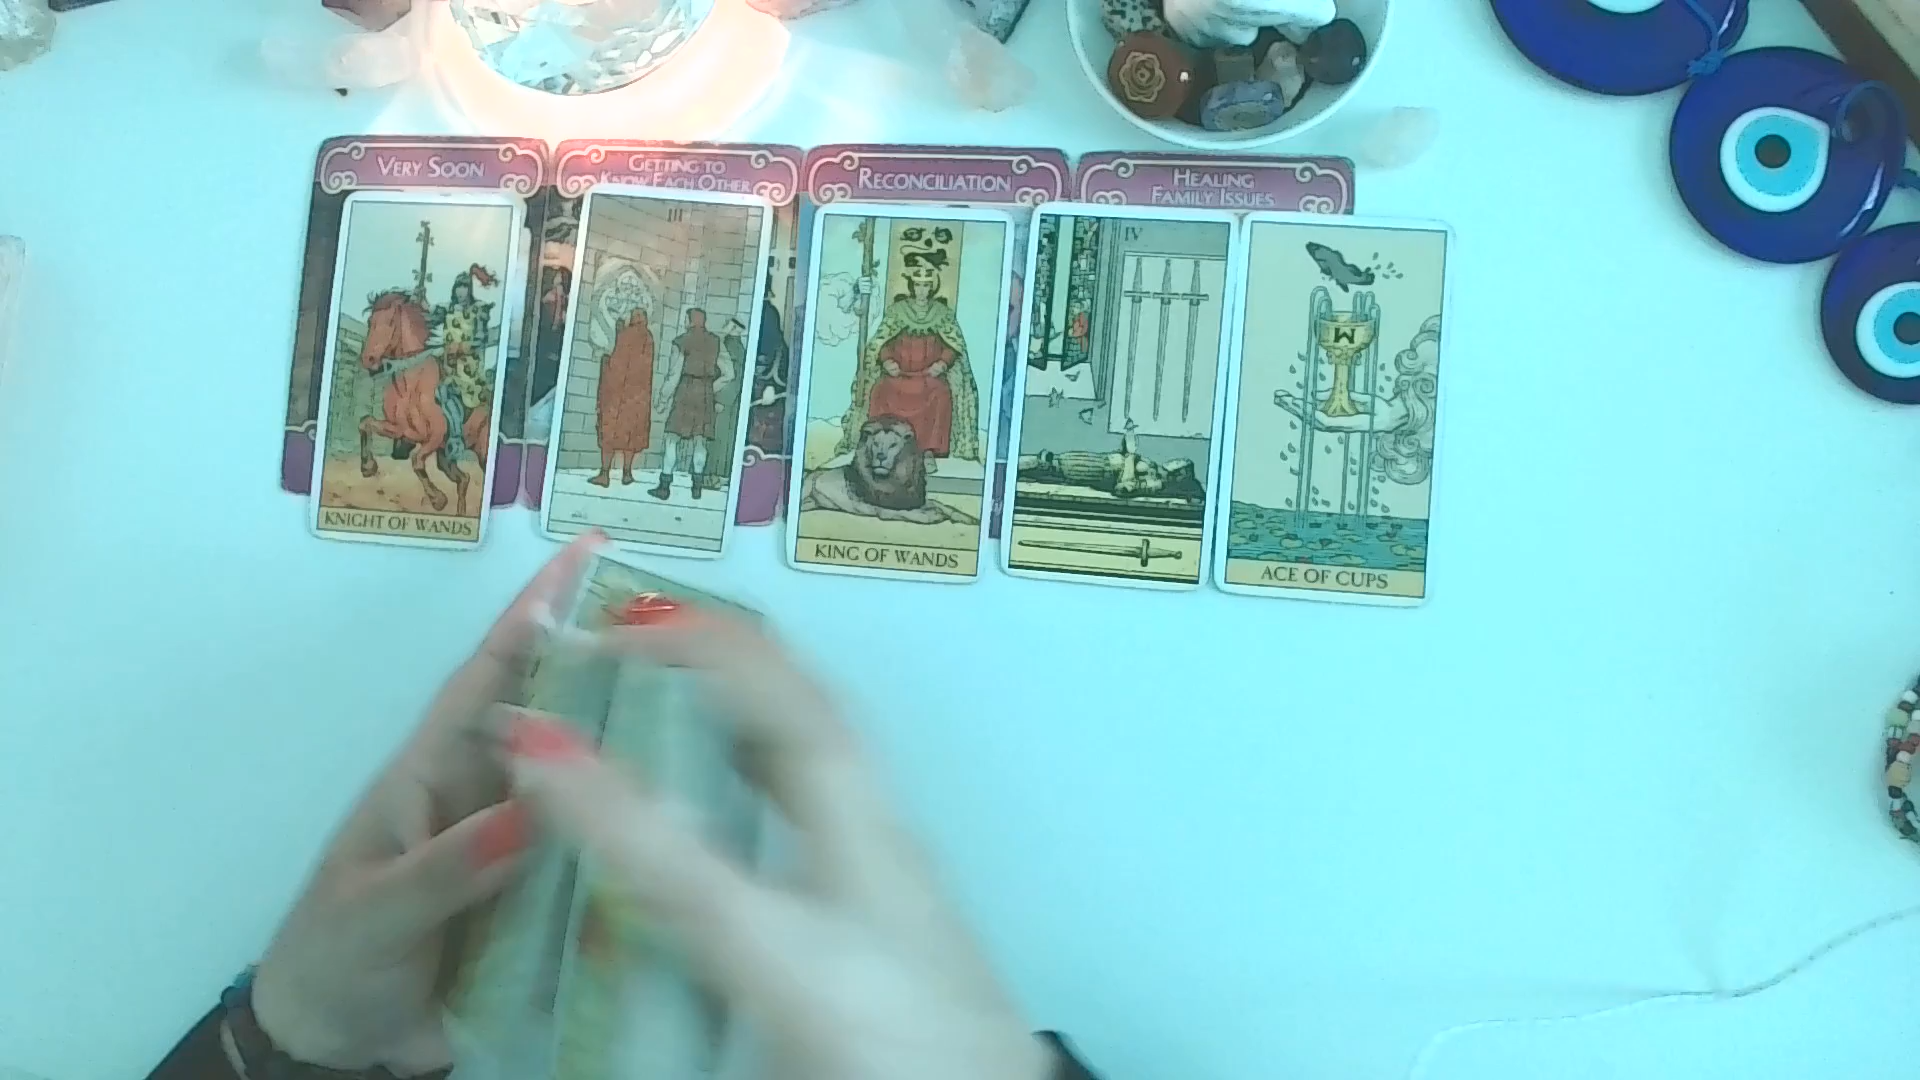 VERY SOON
GETTING TO
KNOW EACH OTHER
RECONCILIATION
HEALING
FAMILY ISSUES
III
IV
M
KNIGHT OF WANDS
KING OF WANDS
ACE OF CUPS